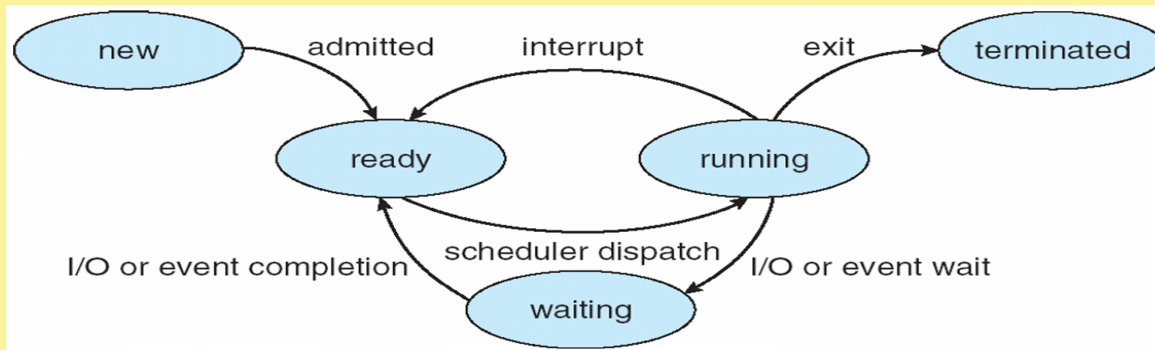 new
admitted
interrupt
exit
terminated
ready
running
I/O or event completion
scheduler dispatch
I/O or event wait
waiting